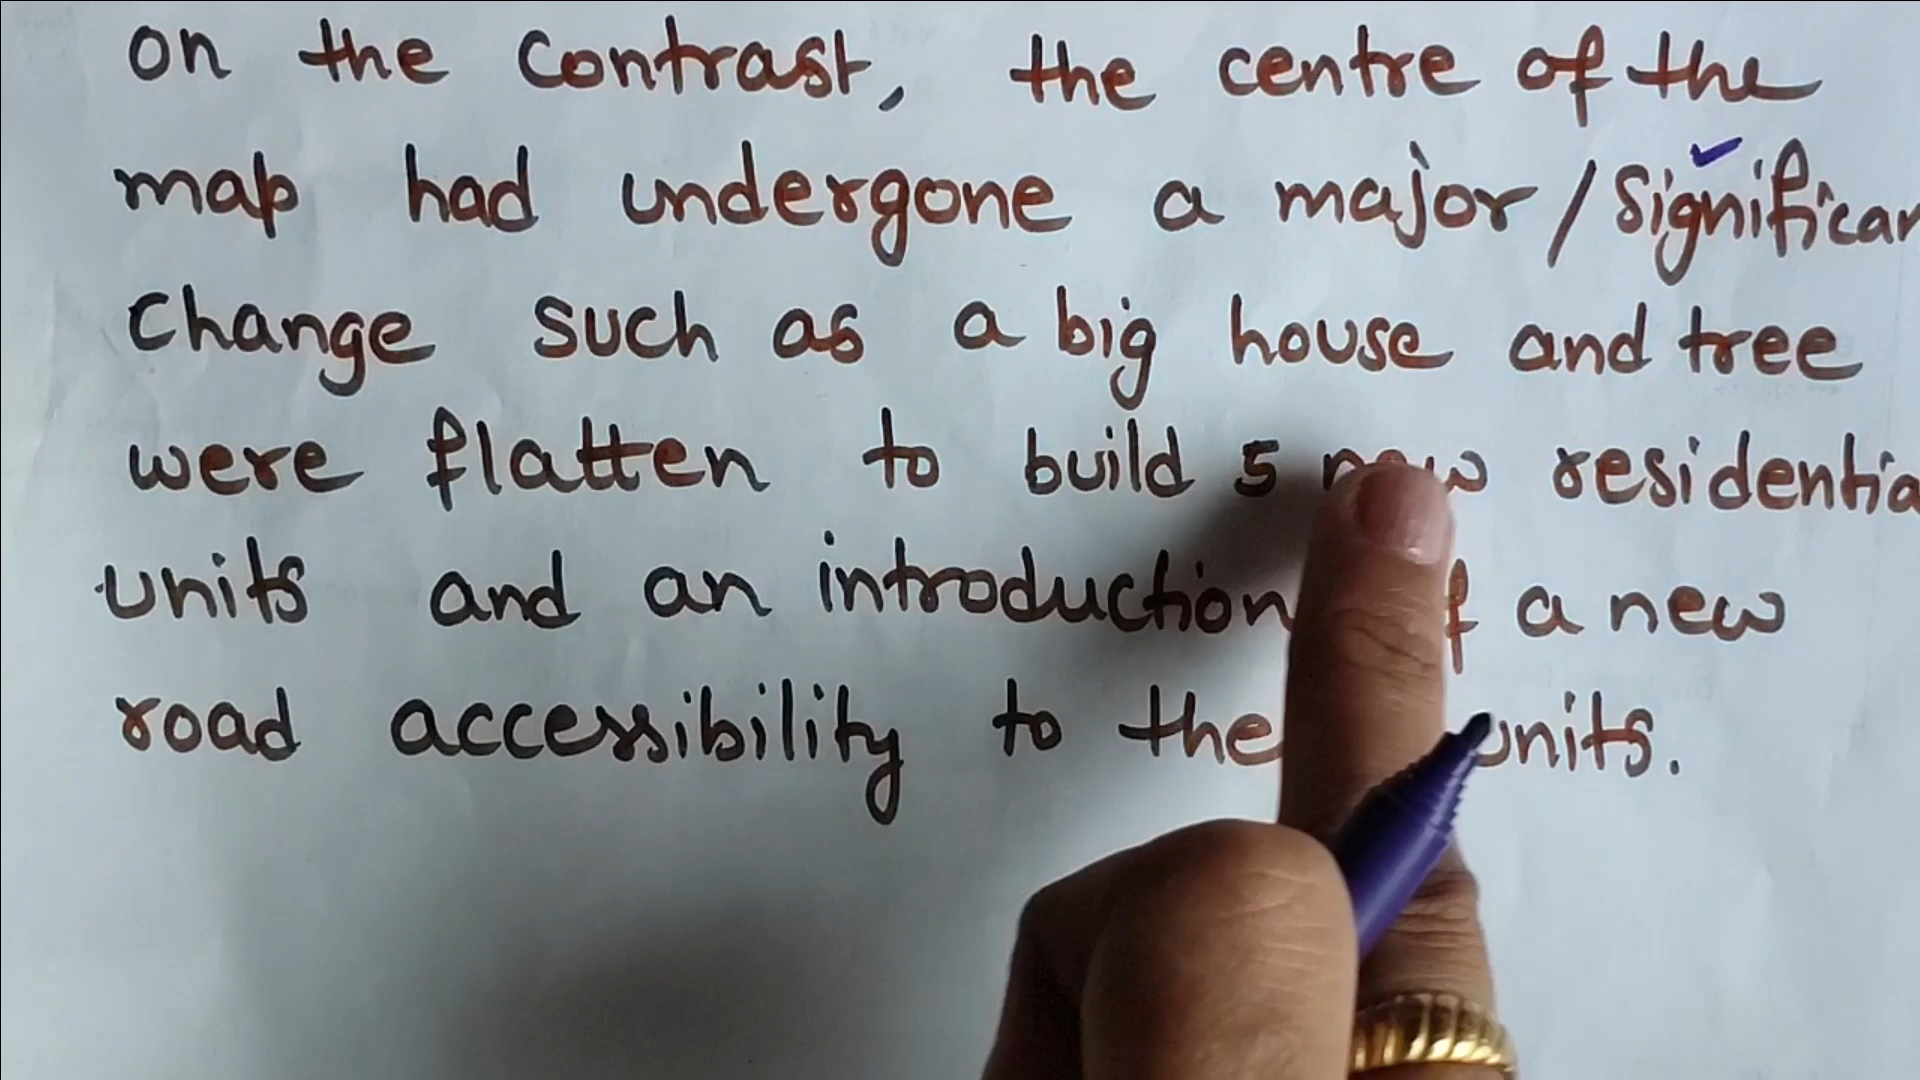 on the contrast, the centre of the
map had undergone a major / significan
change such as a big house and tree
were flatten to build 5 new residentia
units and an introduction a new
road accessibility to the units.